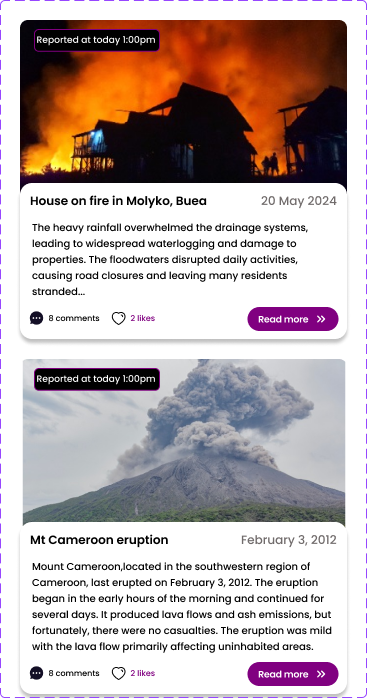 Reported at today 1:00pm
House on fire in Molyko, Buea 20 May 2024
The heavy rainfall overwhelmed the drainage systems,
leading to widespread waterlogging and damage to
properties. The floodwaters disrupted daily activities,
causing road closures and leaving many residents
stranded...
8 comments 2 likes Read more
Reported at today 1:00pm
Mt Cameroon eruption February 3, 2012
Mount Cameroon,located in the southwestern region of
Cameroon, last erupted on February 3, 2012. The eruption
began in the early hours of the morning and continued for
several days. It produced lava flows and ash emissions, but
fortunately, there were no casualties. The eruption was mild
with the lava flow primarily affecting uninhabited areas.
8 comments 2 likes Read more